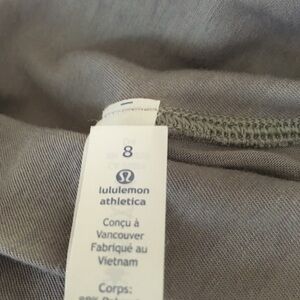 8
lululemon
athletica
Conçu à
Vancouver
Fabriqué au
Vietnam
Corps: